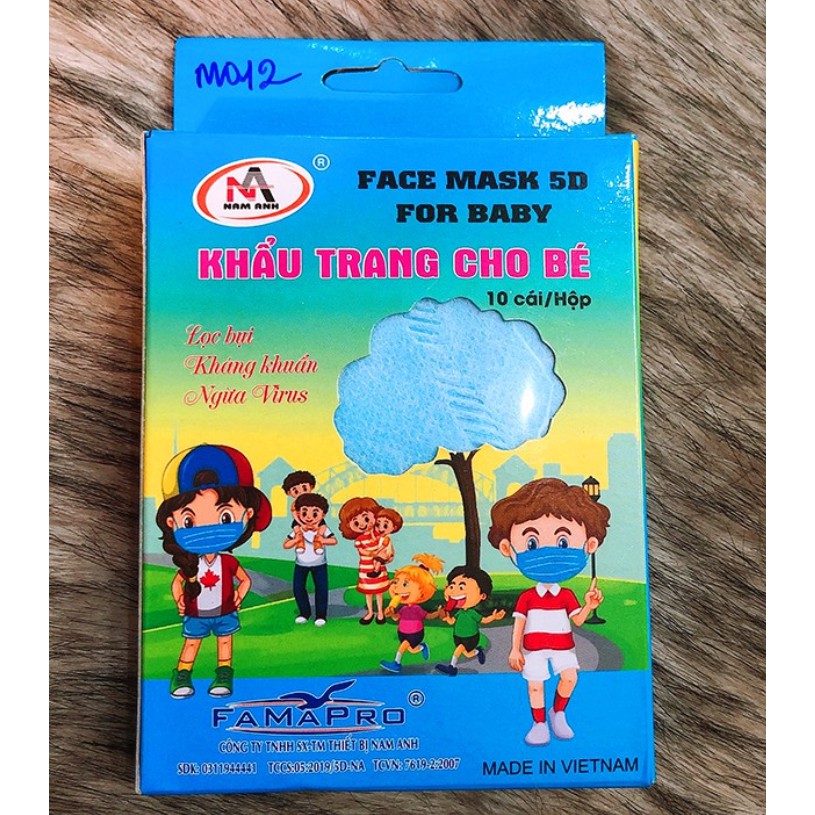 M012
NAM ANH ®
FACE MASK 5D
FOR BABY
KHẨU TRANG CHO BÉ
10 cái/Hộp
Lọc bụi
Kháng khuẩn
Ngừa Virus
FAMAPRO ®
CÔNG TY TNHH SX-TM THIẾT BỊ NAM ANH
SDK: 0311944441 TCCS:05:2019/5D-NA TCVN: 7619-2:2007
MADE IN VIETNAM